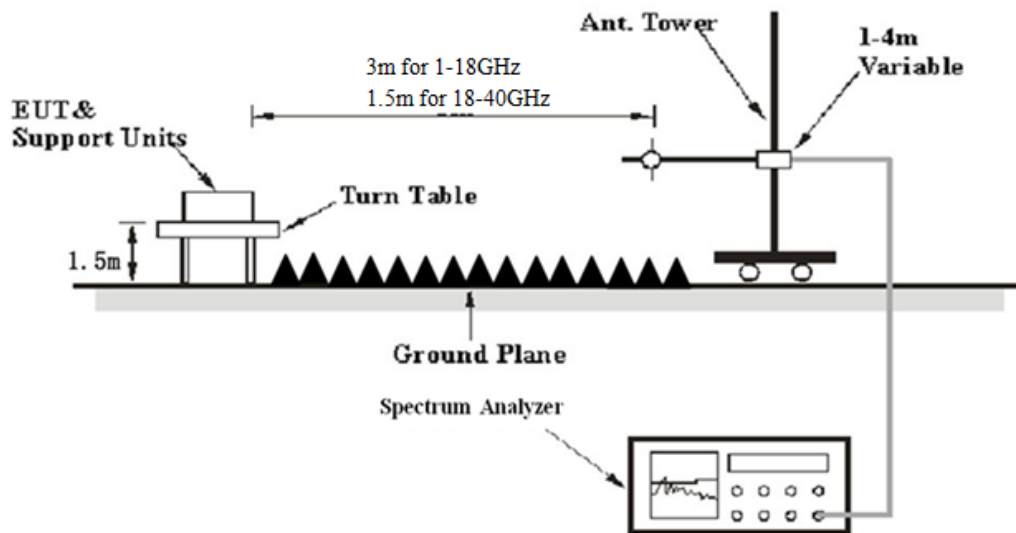 Ant. Tower
1-4m
Variable
3m for 1-18GHz
1.5m for 18-40GHz
EUT&
Support Units
Turn Table
1.5m
Ground Plane
Spectrum Analyzer